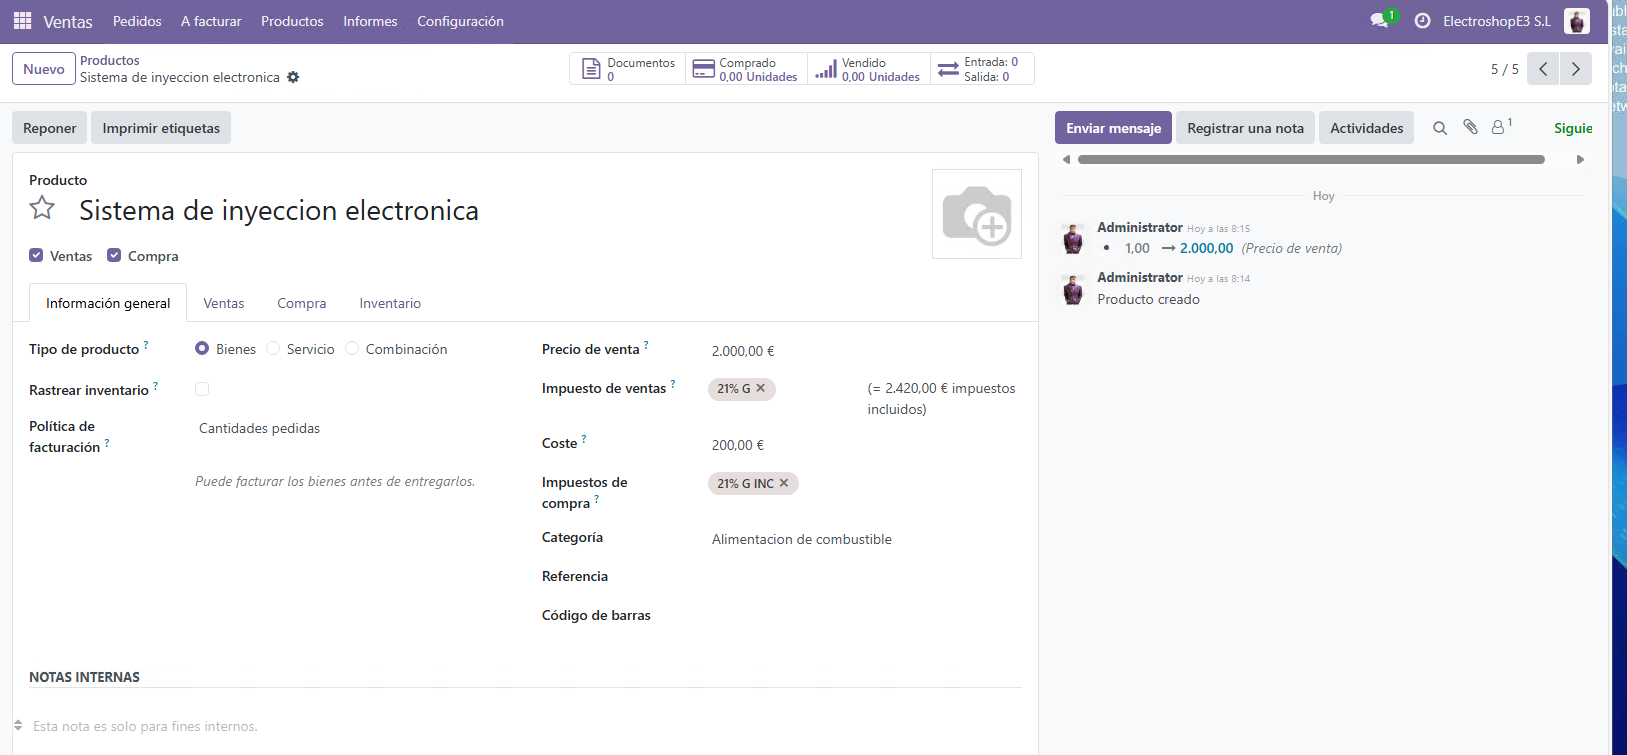 Ventas Pedidos A facturar Productos Informes Configuración 1 ElectroshopE3 S.L
Nuevo
Productos
Sistema de inyeccion electronica
Documentos
0
Comprado
0,00 Unidades
Vendido
0,00 Unidades
Entrada: 0
Salida: 0
5 / 5
Reponer Imprimir etiquetas
Enviar mensaje Registrar una nota Actividades 1 Siguie
Producto
Sistema de inyeccion electronica
Ventas Compra
Información general Ventas Compra Inventario
Tipo de producto ? Bienes Servicio Combinación
Rastrear inventario ?
Política de
facturación ?
Cantidades pedidas
Puede facturar los bienes antes de entregarlos.
Precio de venta ? 2.000,00 €
Impuesto de ventas ? 21% G ✕ (= 2.420,00 € impuestos
incluidos)
Coste ? 200,00 €
Impuestos de
compra ?
21% G INC ✕
Categoría Alimentacion de combustible
Referencia
Código de barras
NOTAS INTERNAS
Esta nota es solo para fines internos.
Hoy
Administrator Hoy a las 8:15
• 1,00 → 2.000,00 (Precio de venta)
Administrator Hoy a las 8:14
Producto creado